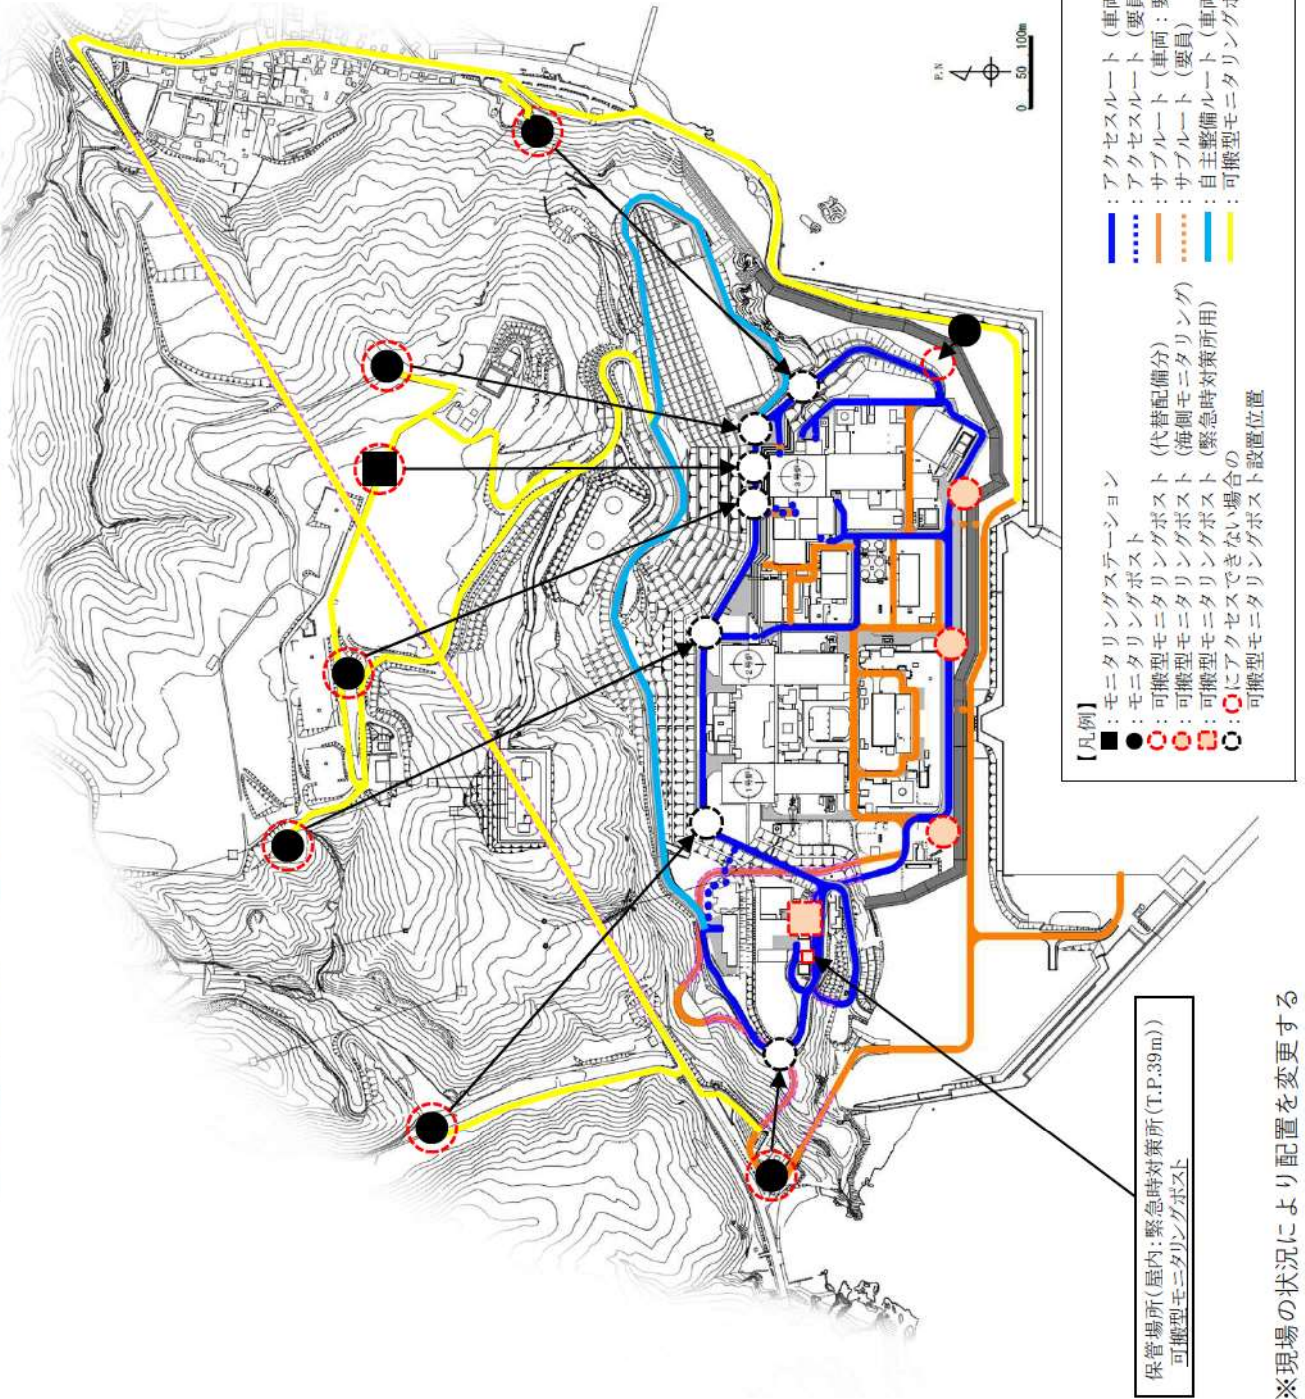 P.N
0 50 100m
3号炉
2号炉
1号炉
【凡例】
■：モニタリングステーション
●：モニタリングポスト
：可搬型モニタリングポスト（代替配備分）
：可搬型モニタリングポスト（海側モニタリング）
：可搬型モニタリングポスト（緊急時対策所用）
：にアクセスできない場合の
可搬型モニタリングポスト設置位置
：アクセスルート（車両
：アクセスルート（要員
：サブルート（車両：要
：サブルート（要員）
：自主整備ルート（車両
：可搬型モニタリングポ
保管場所（屋内：緊急時対策所（T.P.39m））
可搬型モニタリングポスト
※現場の状況により配置を変更する